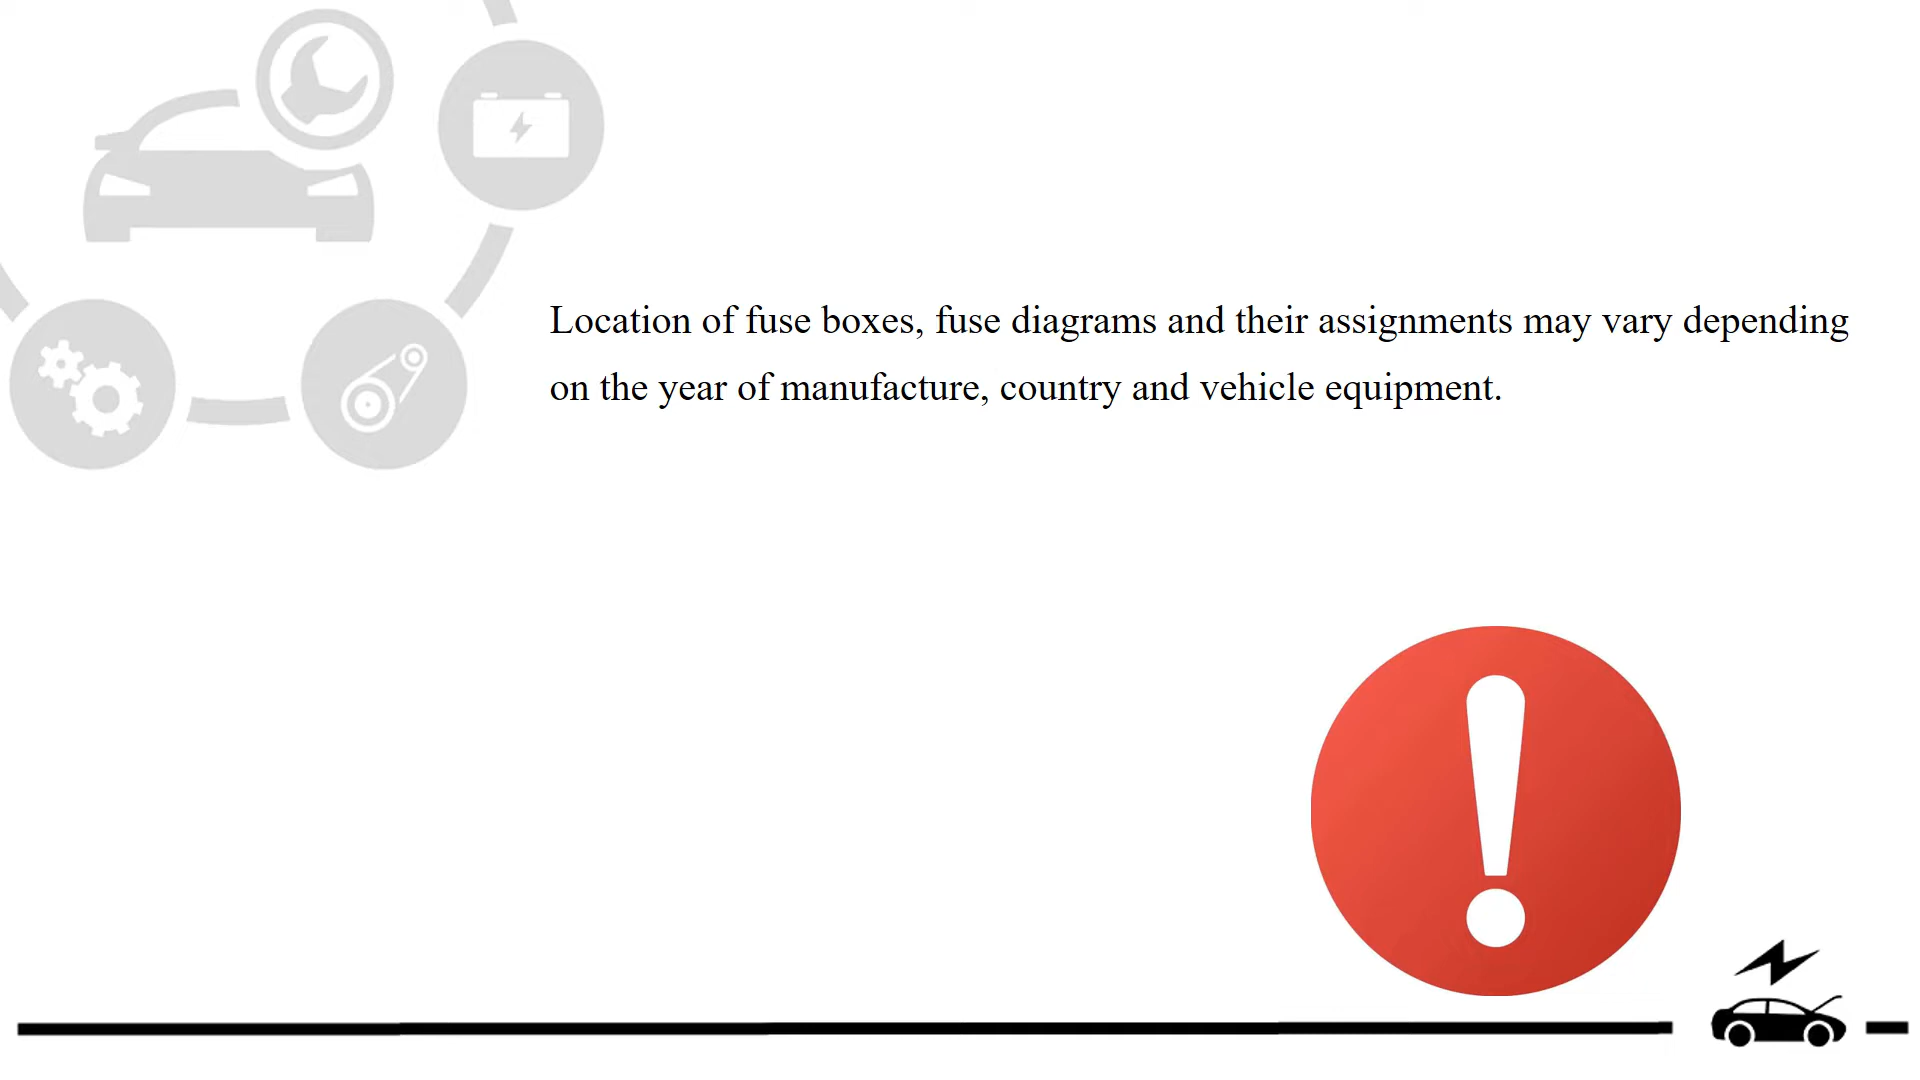 Location of fuse boxes, fuse diagrams and their assignments may vary depending
on the year of manufacture, country and vehicle equipment.